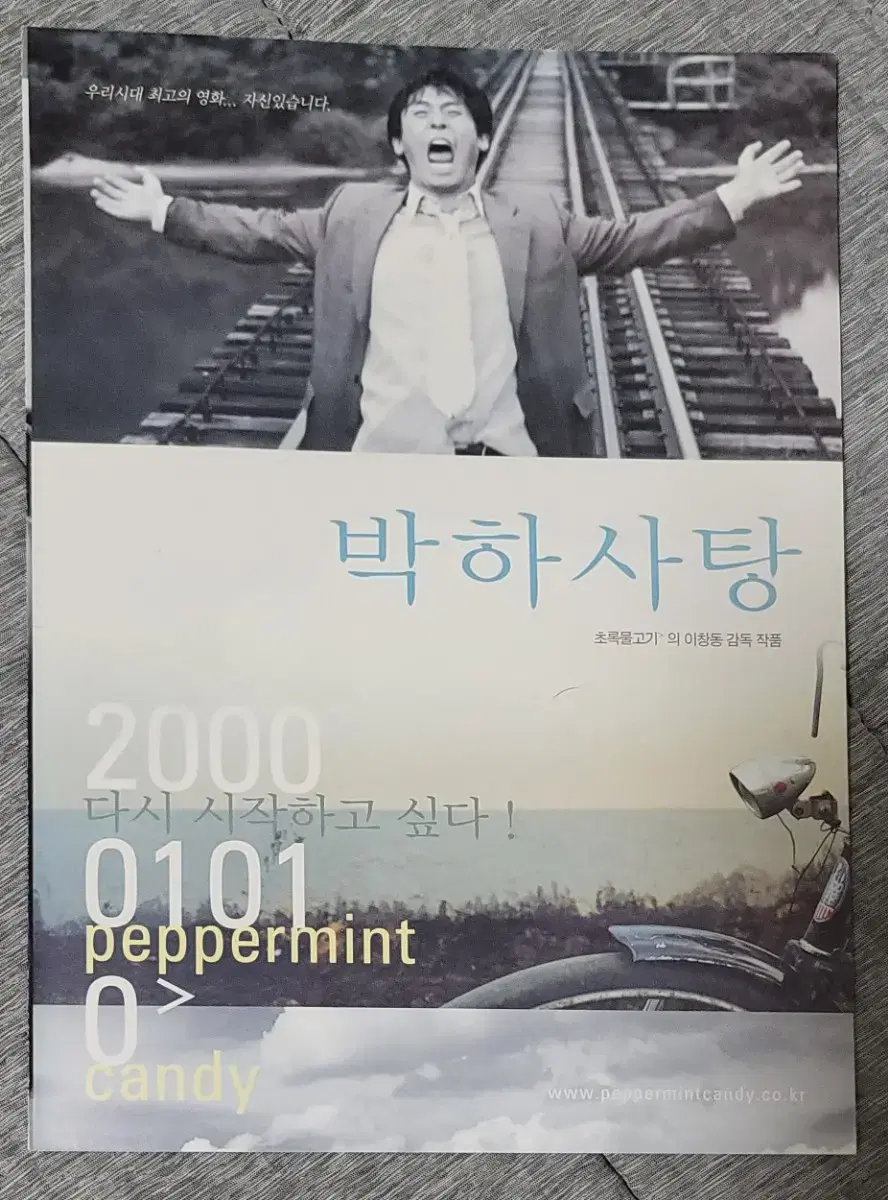 우리시대 최고의 영화... 자신있습니다.
박하사탕
초록물고기"의 이창동 감독 작품
2000
다시 시작하고 싶다!
0101
peppermint
0>
candy
www.peppermintcandy.co.kr